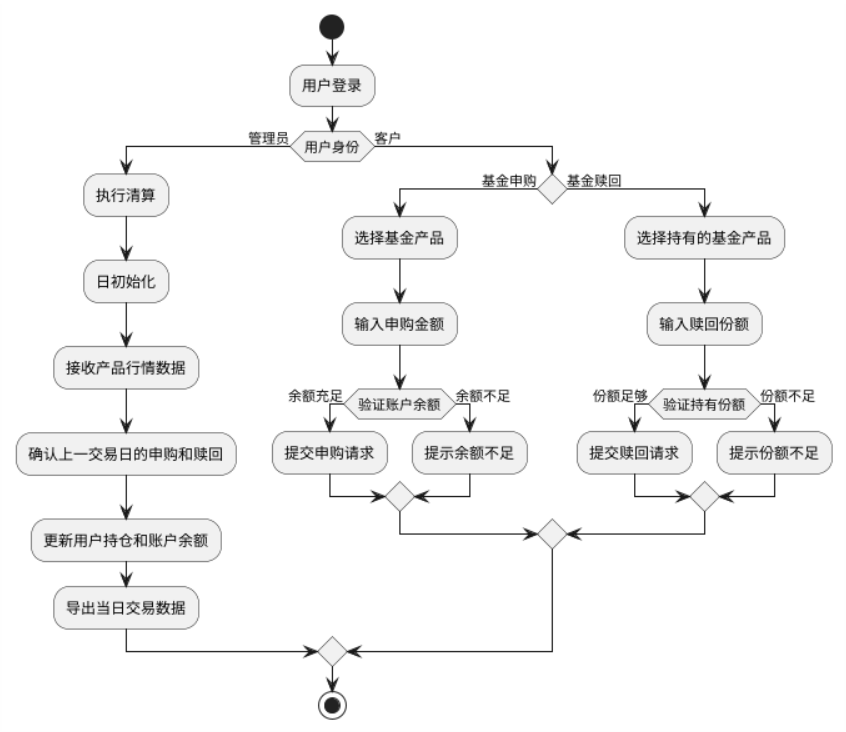 用户登录
管理员
用户身份
客户
执行清算
日初始化
接收产品行情数据
确认上一交易日的申购和赎回
更新用户持仓和账户余额
导出当日交易数据
基金申购
基金赎回
选择基金产品
输入申购金额
余额充足
验证账户余额
余额不足
提交申购请求
提示余额不足
选择持有的基金产品
输入赎回份额
份额足够
验证持有份额
份额不足
提交赎回请求
提示份额不足